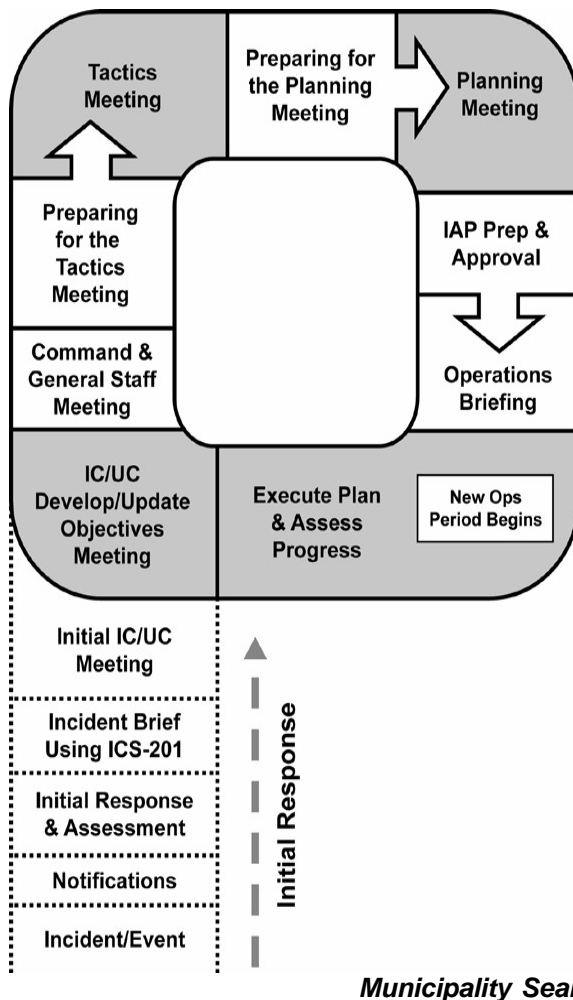 Tactics
Meeting
Preparing for
the Planning
Meeting
Planning
Meeting
Preparing
for the
Tactics
Meeting
IAP Prep &
Approval
Command &
General Staff
Meeting
Operations
Briefing
IC/UC
Develop/Update
Objectives
Meeting
Execute Plan
& Assess
Progress
New Ops
Period Begins
Initial IC/UC
Meeting
Incident Brief
Using ICS-201
Initial Response
& Assessment
Notifications
Incident/Event
Initial Response
Municipality Sear